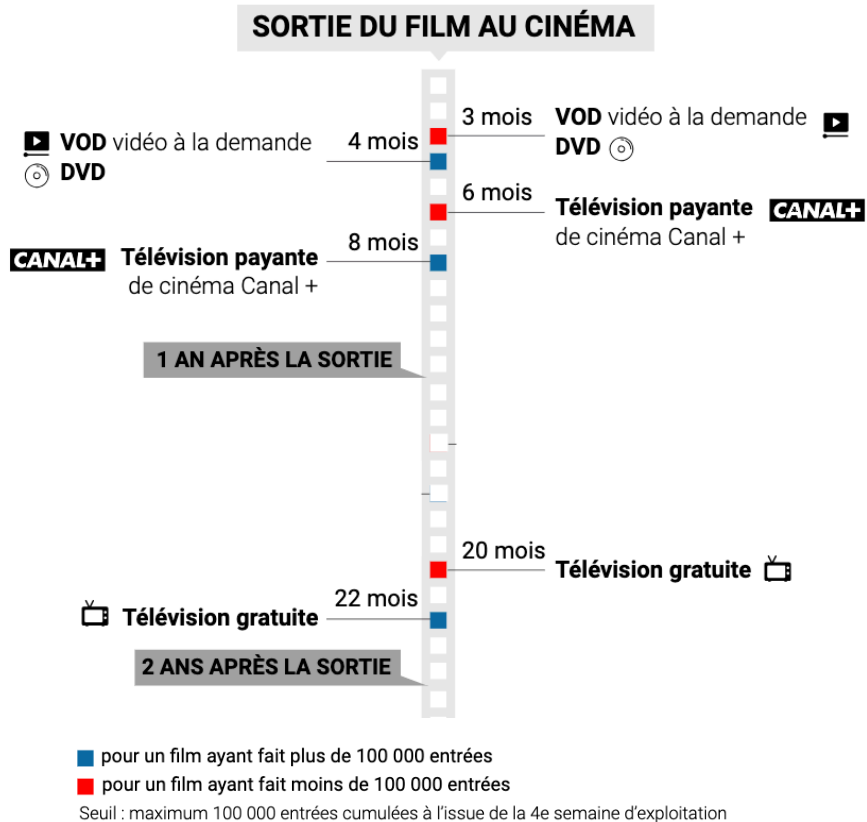 SORTIE DU FILM AU CINÉMA
3 mois
VOD vidéo à la demande
DVD
4 mois
VOD vidéo à la demande
DVD
6 mois
Télévision payante CANAL+
de cinéma Canal +
8 mois
CANAL+ Télévision payante
de cinéma Canal +
1 AN APRÈS LA SORTIE
20 mois
Télévision gratuite
22 mois
Télévision gratuite
2 ANS APRÈS LA SORTIE
pour un film ayant fait plus de 100 000 entrées
pour un film ayant fait moins de 100 000 entrées
Seuil : maximum 100 000 entrées cumulées à l'issue de la 4e semaine d'exploitation